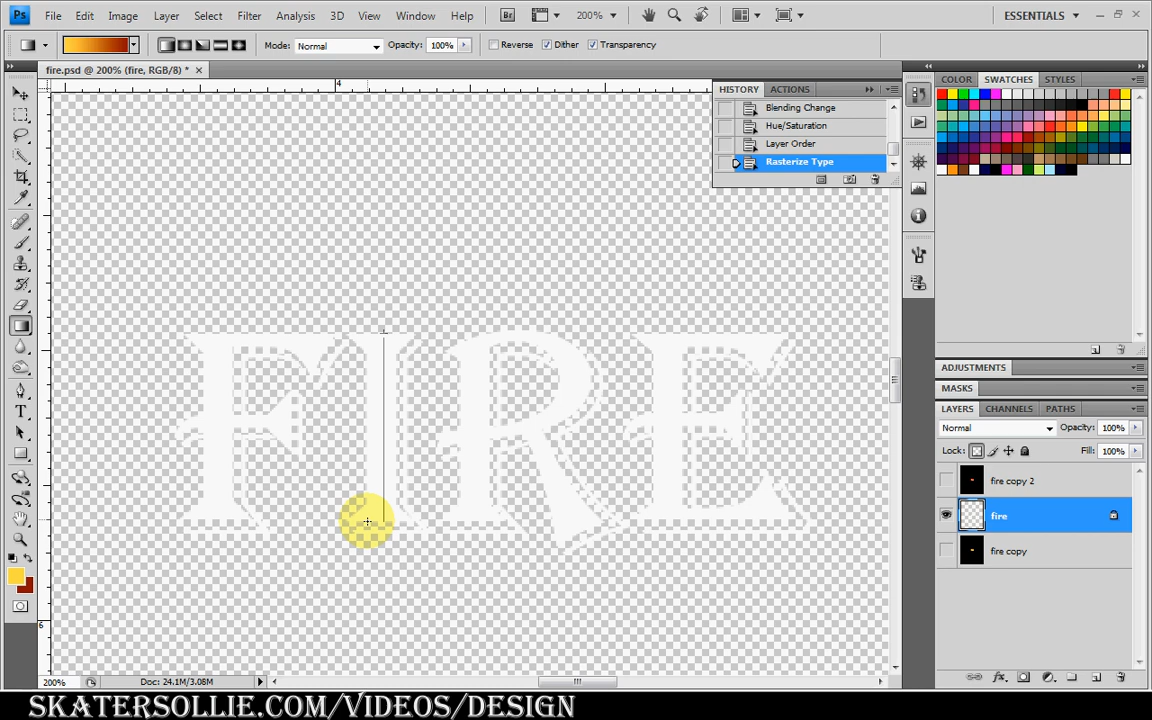 Ps File Edit Image Layer Select Filter Analysis 3D View Window Help Br 200% ESSENTIALS
Mode: Normal Opacity: 100% Reverse Dither Transparency
fire.psd @ 200% (fire, RGB/8) *
4
6
HISTORY ACTIONS
Blending Change
Hue/Saturation
Layer Order
Rasterize Type
COLOR SWATCHES STYLES
FIRE
ADJUSTMENTS
MASKS
LAYERS CHANNELS PATHS
Normal Opacity: 100%
Lock: Fill: 100%
fire copy 2
fire
fire copy
200% Doc: 24.1M/3.08M
SKATERSOLLIE.COM/VIDEOS/DESIGN